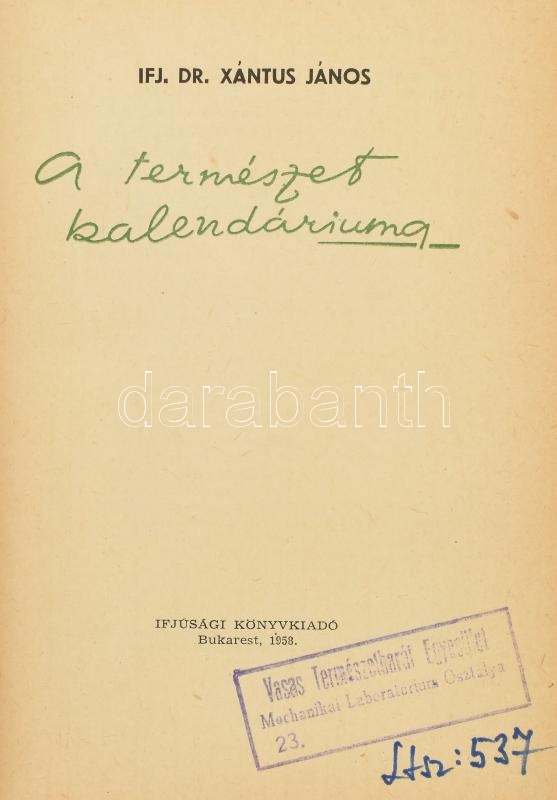 IFJ. DR. XÁNTUS JÁNOS
A természet
kalendáriuma
darabanth
IFJÚSÁGI KÖNYVKIADÓ
Bukarest, 1958.
Vasas Természetbarát Egyesület
Mechanikai Laboratórium Osztálya
23.
Ltsz: 537